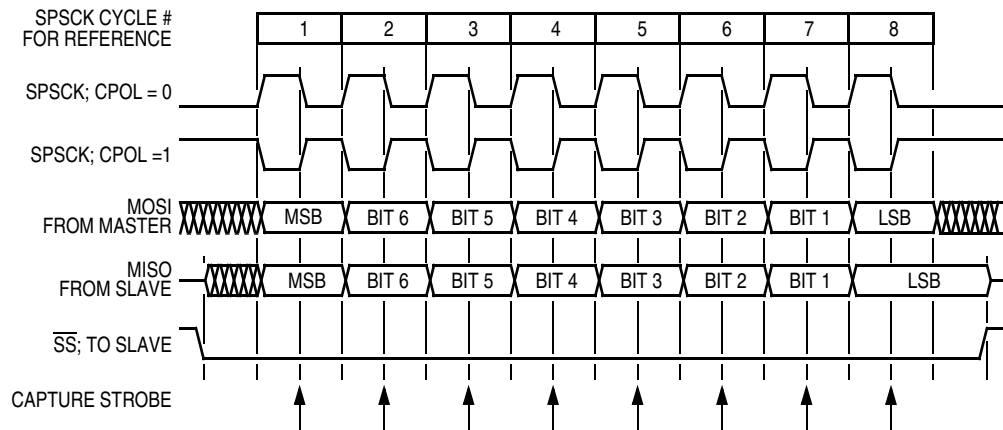 SPSCK CYCLE #
FOR REFERENCE
1 2 3 4 5 6 7 8
SPSCK; CPOL = 0
SPSCK; CPOL =1
MOSI
FROM MASTER
MSB BIT 6 BIT 5 BIT 4 BIT 3 BIT 2 BIT 1 LSB
MISO
FROM SLAVE
MSB BIT 6 BIT 5 BIT 4 BIT 3 BIT 2 BIT 1 LSB
SS; TO SLAVE
CAPTURE STROBE